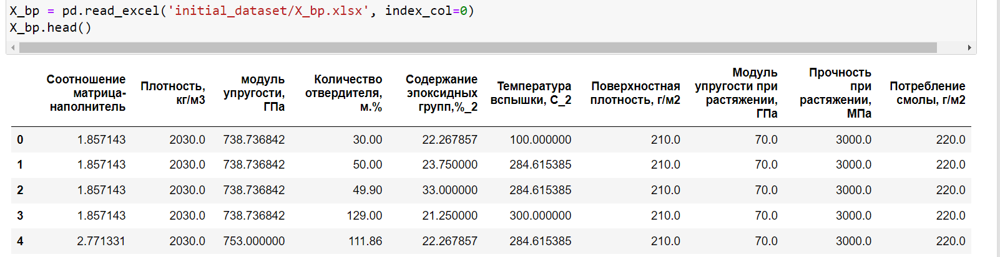 X_bp = pd.read_excel('initial_dataset/X_bp.xlsx', index_col=0)
X_bp.head()
Соотношение матрица-наполнитель Плотность, кг/м3 модуль упругости, ГПа Количество отвердителя, м.% Содержание эпоксидных групп,%_2 Температура вспышки, С_2 Поверхностная плотность, г/м2 Модуль упругости при растяжении, ГПа Прочность при растяжении, МПа Потребление смолы, г/м2
0 1.857143 2030.0 738.736842 30.00 22.267857 100.000000 210.0 70.0 3000.0 220.0
1 1.857143 2030.0 738.736842 50.00 23.750000 284.615385 210.0 70.0 3000.0 220.0
2 1.857143 2030.0 738.736842 49.90 33.000000 284.615385 210.0 70.0 3000.0 220.0
3 1.857143 2030.0 738.736842 129.00 21.250000 300.000000 210.0 70.0 3000.0 220.0
4 2.771331 2030.0 753.000000 111.86 22.267857 284.615385 210.0 70.0 3000.0 220.0